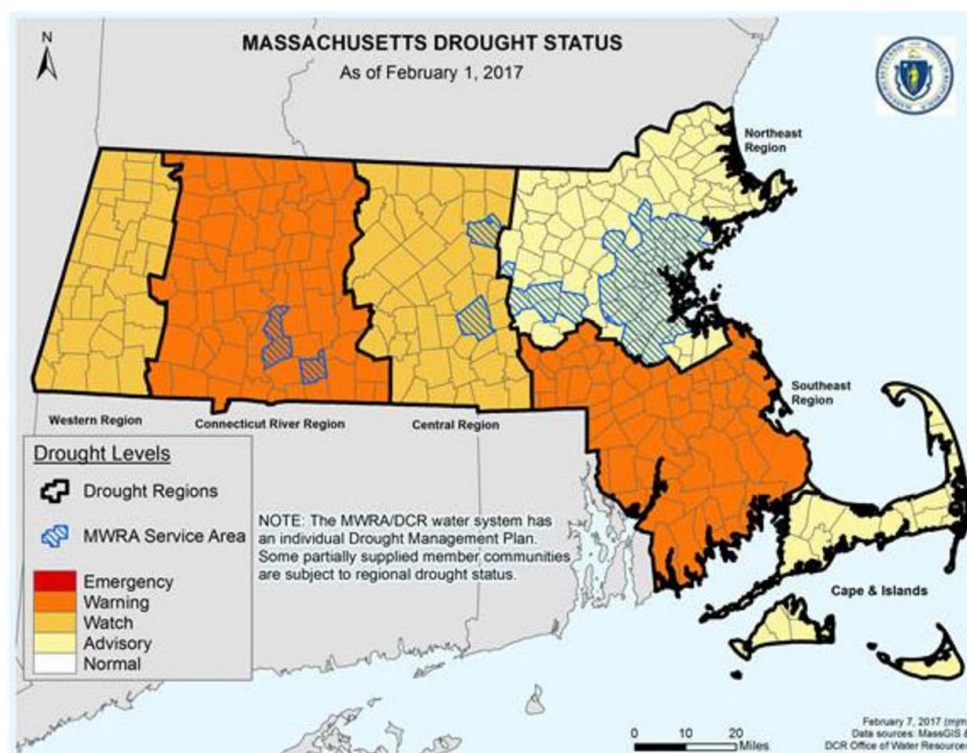 MASSACHUSETTS DROUGHT STATUS
As of February 1, 2017
N
Northeast
Region
Western Region
Connecticut River Region
Central Region
Southeast
Region
Cape & Islands
Drought Levels
Drought Regions
MWRA Service Area
Emergency
Warning
Watch
Advisory
Normal
NOTE: The MWRA/DCR water system has
an individual Drought Management Plan.
Some partially supplied member communities
are subject to regional drought status.
0 10 20
Miles
February 7, 2017 (mjm
Data sources: MassGIS &
DCR Office of Water Resource